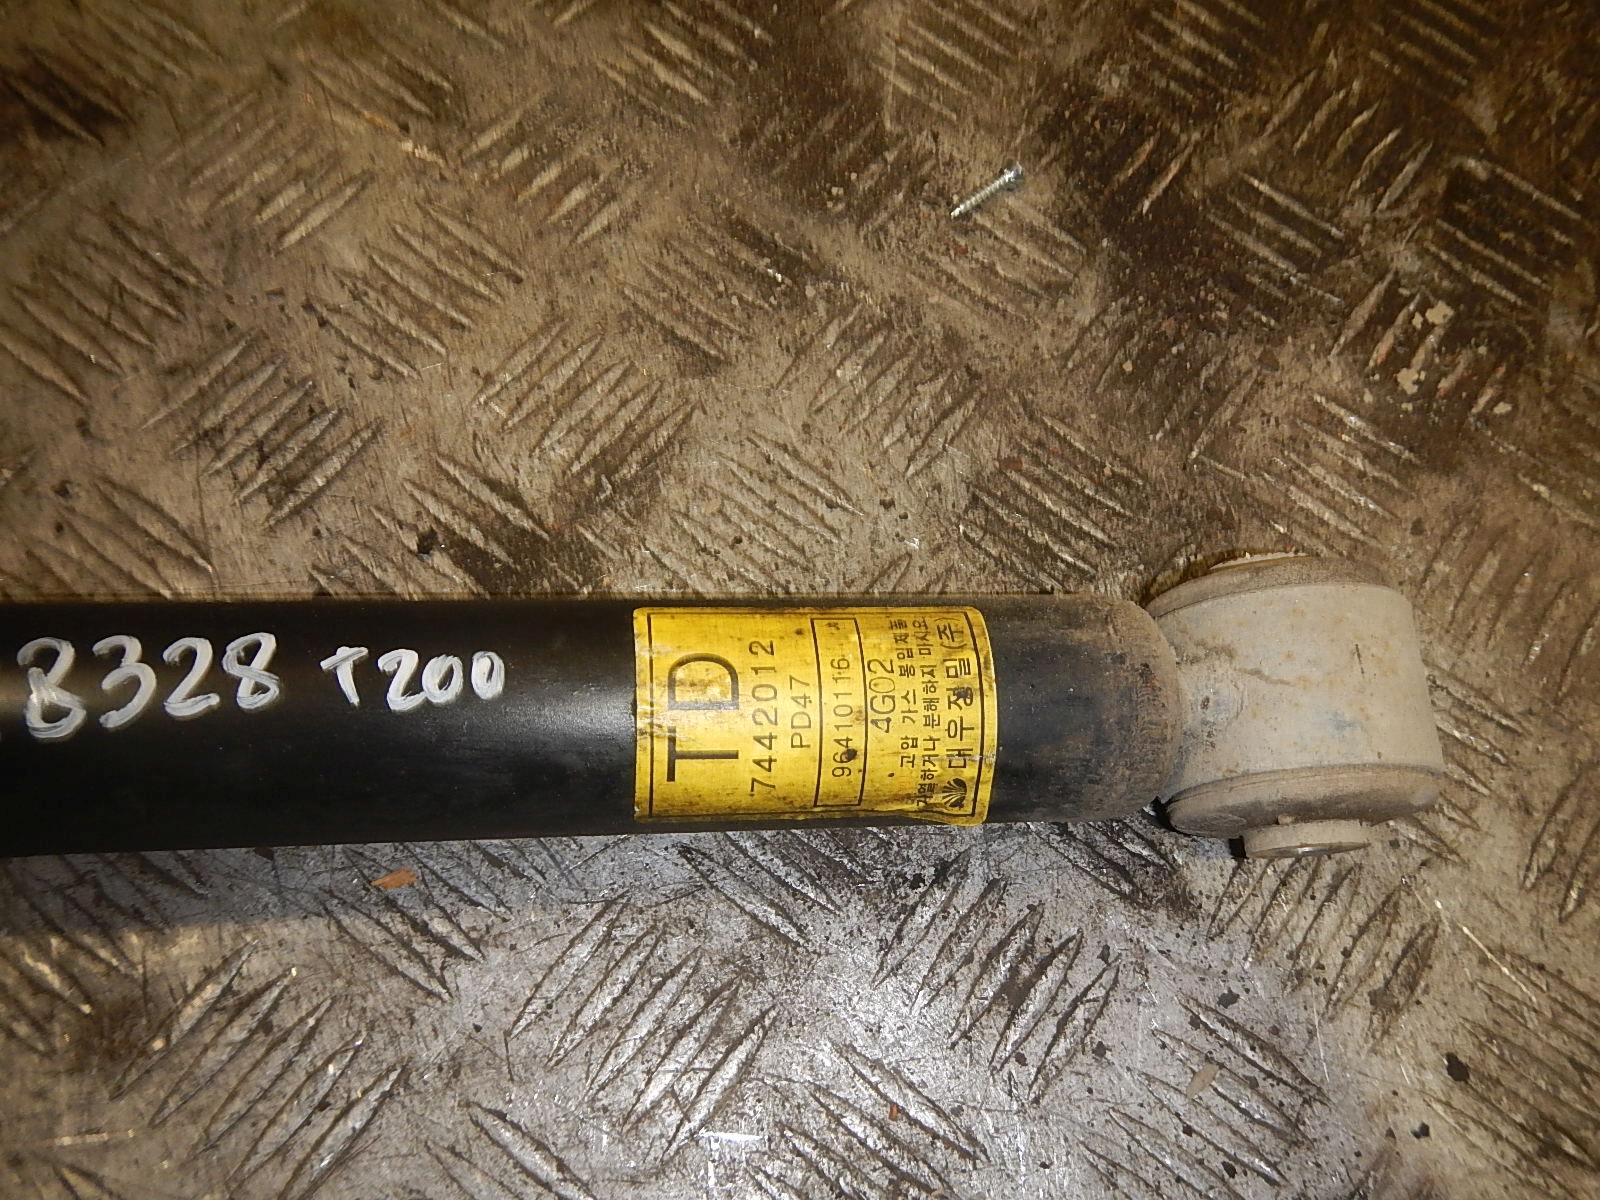 8328 T200
TD
7442012
PD47
96410116
4G02
고압 가스 봉입제품
가열하거나 분해하지 마시오
대우정밀(주)